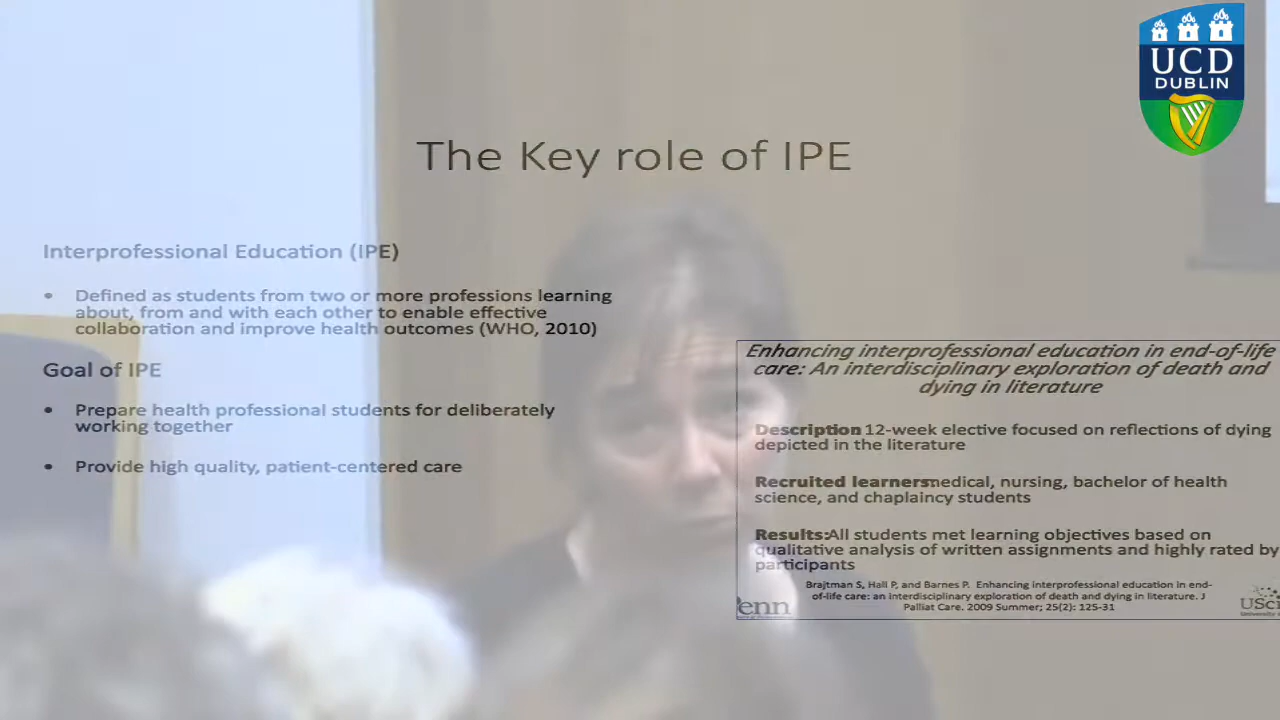 UCD
DUBLIN
The Key role of IPE
Interprofessional Education (IPE)
• Defined as students from two or more professions learning
about, from and with each other to enable effective
collaboration and improve health outcomes (WHO, 2010)
Goal of IPE
• Prepare health professional students for deliberately
working together
• Provide high quality, patient-centered care
Enhancing interprofessional education in end-of-life
care: An interdisciplinary exploration of death and
dying in literature
Description 12-week elective focused on reflections of dying
depicted in the literature
Recruited learners: medical, nursing, bachelor of health
science, and chaplaincy students
Results: All students met learning objectives based on
qualitative analysis of written assignments and highly rated by
participants
Brajtman S, Hall P, and Barnes P. Enhancing interprofessional education in end-
of-life care: an interdisciplinary exploration of death and dying in literature. J
Palliat Care. 2009 Summer; 25(2): 125-31
enn
USci